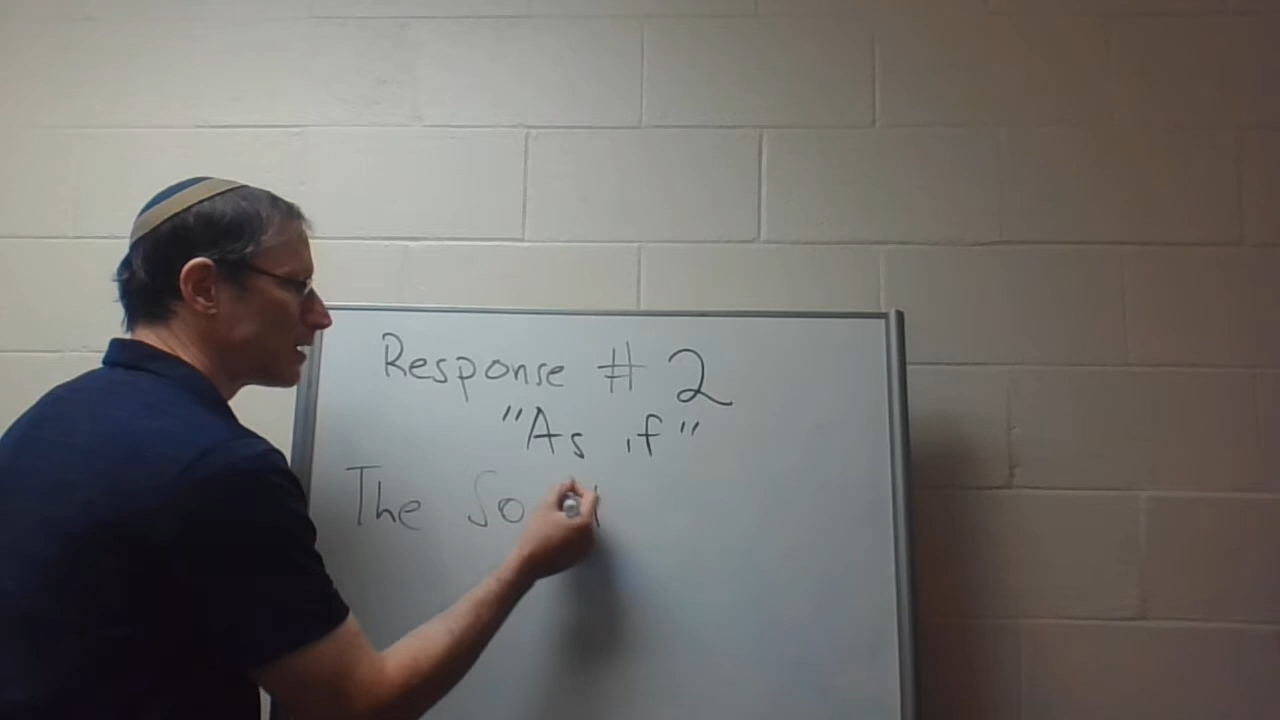 Response # 2
"As if"
The So